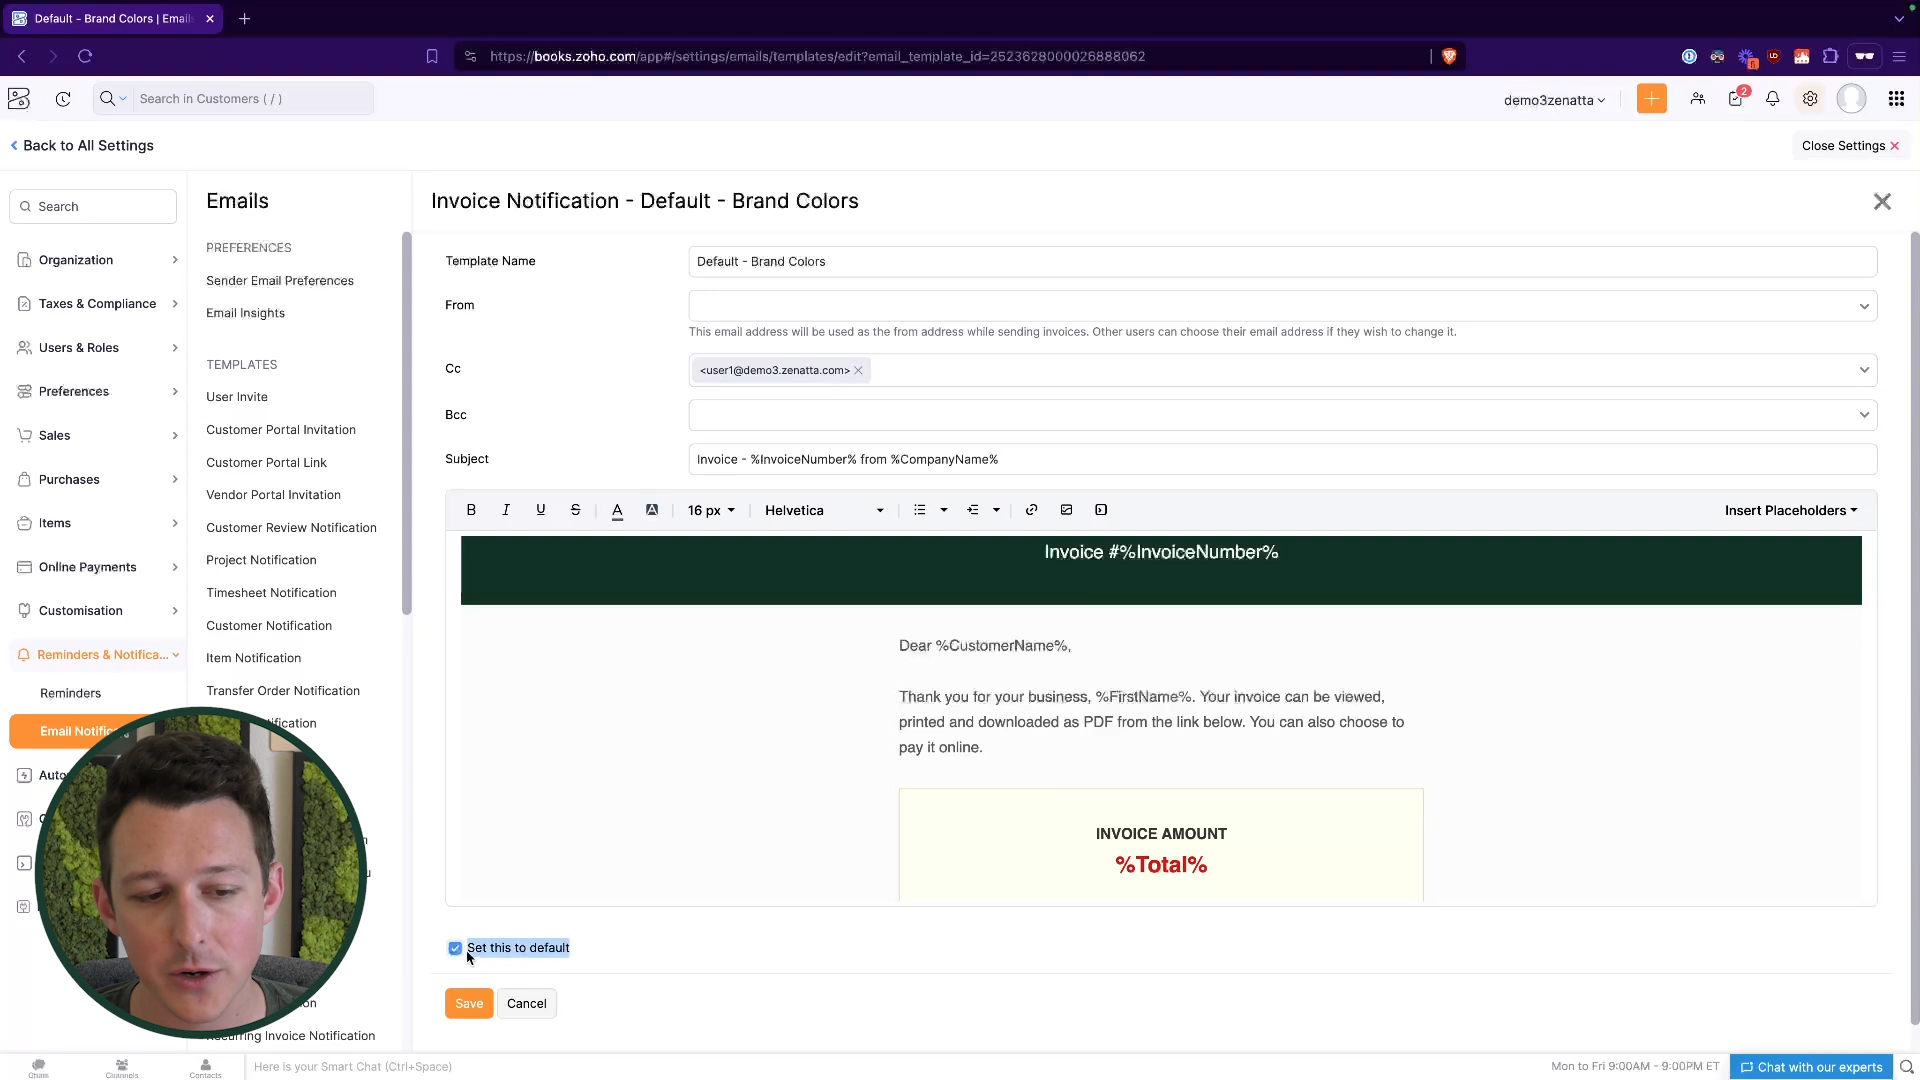 Default - Brand Colors | Email
https://books.zoho.com/app#/settings/emails/templates/edit?email_template_id=2523628000026888062
Search in Customers ( / )
demo3zenatta
2
Back to All Settings
Close Settings
Search
Organization
Taxes & Compliance
Users & Roles
Preferences
Sales
Purchases
Items
Online Payments
Customisation
Reminders & Notifica...
Reminders
Email Notific
Auto
Emails
PREFERENCES
Sender Email Preferences
Email Insights
TEMPLATES
User Invite
Customer Portal Invitation
Customer Portal Link
Vendor Portal Invitation
Customer Review Notification
Project Notification
Timesheet Notification
Customer Notification
Item Notification
Transfer Order Notification
Recurring Invoice Notification
Invoice Notification - Default - Brand Colors
Template Name
Default - Brand Colors
From
This email address will be used as the from address while sending invoices. Other users can choose their email address if they wish to change it.
Cc
<user1@demo3.zenatta.com>
Bcc
Subject
Invoice - %InvoiceNumber% from %CompanyName%
B I U S A A 16 px Helvetica
Insert Placeholders
Invoice #%InvoiceNumber%
Dear %CustomerName%,
Thank you for your business, %FirstName%. Your invoice can be viewed,
printed and downloaded as PDF from the link below. You can also choose to
pay it online.
INVOICE AMOUNT
%Total%
Set this to default
Save
Cancel
Chats
Channels
Contacts
Here is your Smart Chat (Ctrl+Space)
Mon to Fri 9:00AM - 9:00PM ET
Chat with our experts